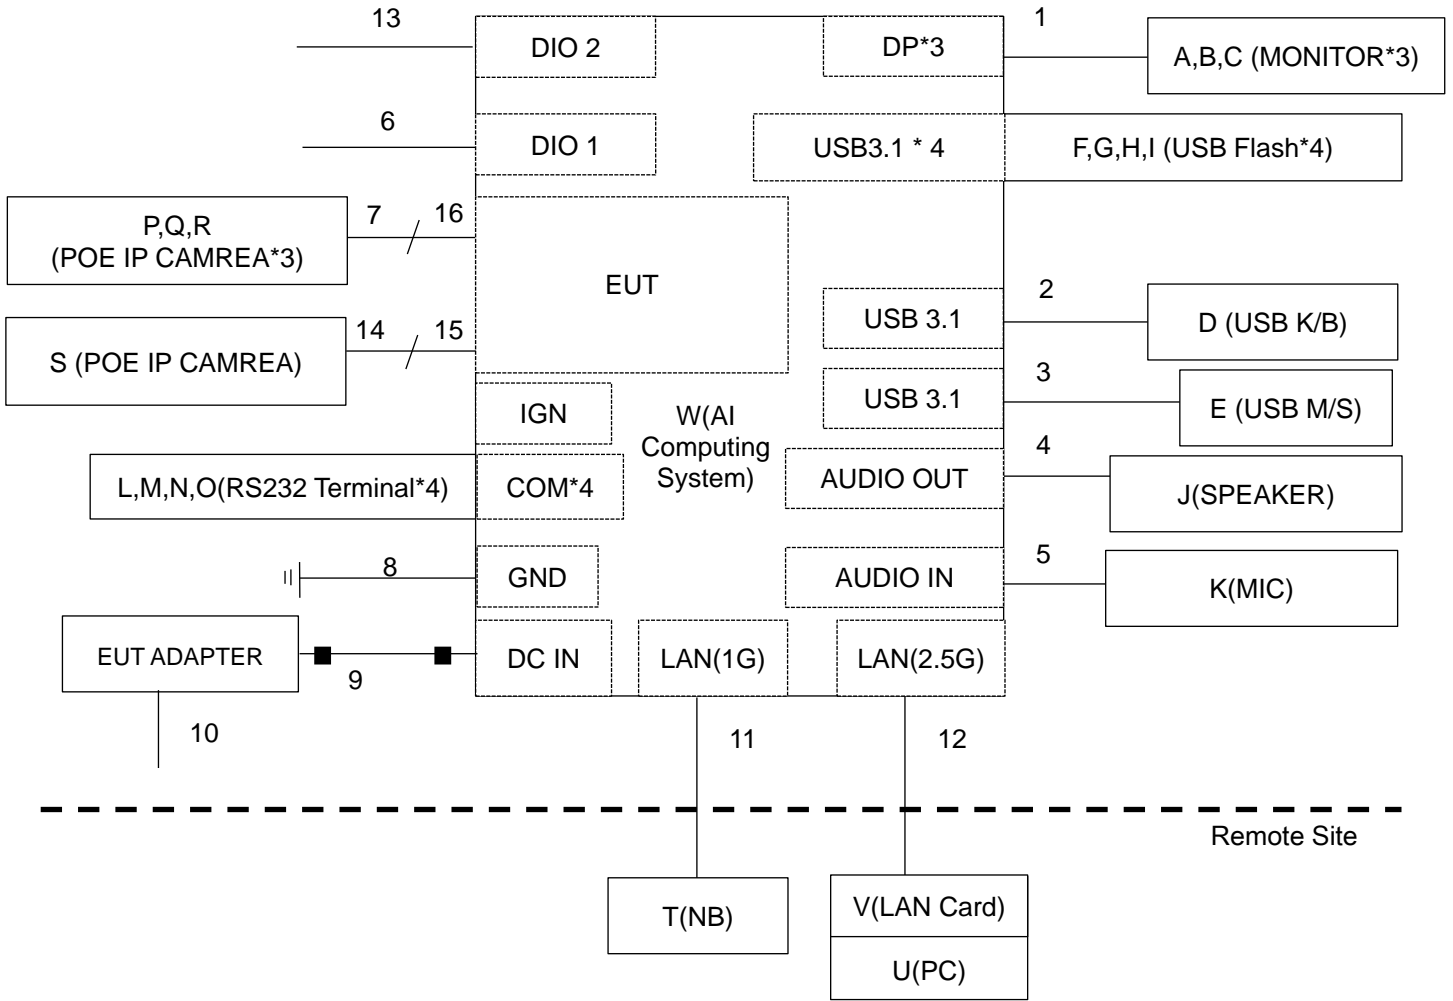 13
DIO 2
DP*3
1
A,B,C (MONITOR*3)
6
DIO 1
USB3.1 * 4
F,G,H,I (USB Flash*4)
P,Q,R
(POE IP CAMREA*3)
7
16
EUT
USB 3.1
2
D (USB K/B)
S (POE IP CAMREA)
14
15
USB 3.1
3
E (USB M/S)
IGN
W(AI
Computing
System)
L,M,N,O(RS232 Terminal*4)
COM*4
AUDIO OUT
4
J(SPEAKER)
8
GND
AUDIO IN
5
K(MIC)
EUT ADAPTER
9
DC IN
LAN(1G)
LAN(2.5G)
10
11
12
Remote Site
T(NB)
V(LAN Card)
U(PC)